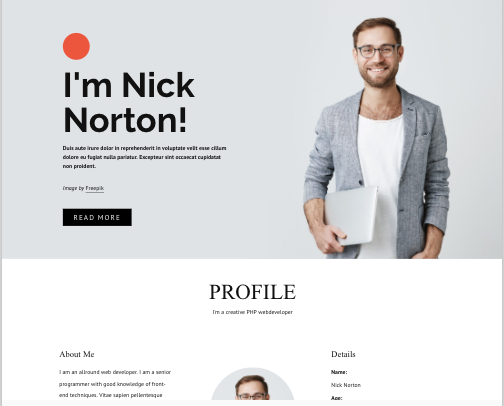 I'm Nick
Norton!
Duis aute irure dolor in reprehenderit in voluptate velit esse cillum
dolore eu fugiat nulla pariatur. Excepteur sint occaecat cupidatat
non proident.
Image by Freepik
READ MORE
PROFILE
I'm a creative PHP webdeveloper
About Me
I am an allround web developer. I am a senior
programmer with good knowledge of front-
end techniques. Vitae sapien pellentesque
Details
Name:
Nick Norton
Age: